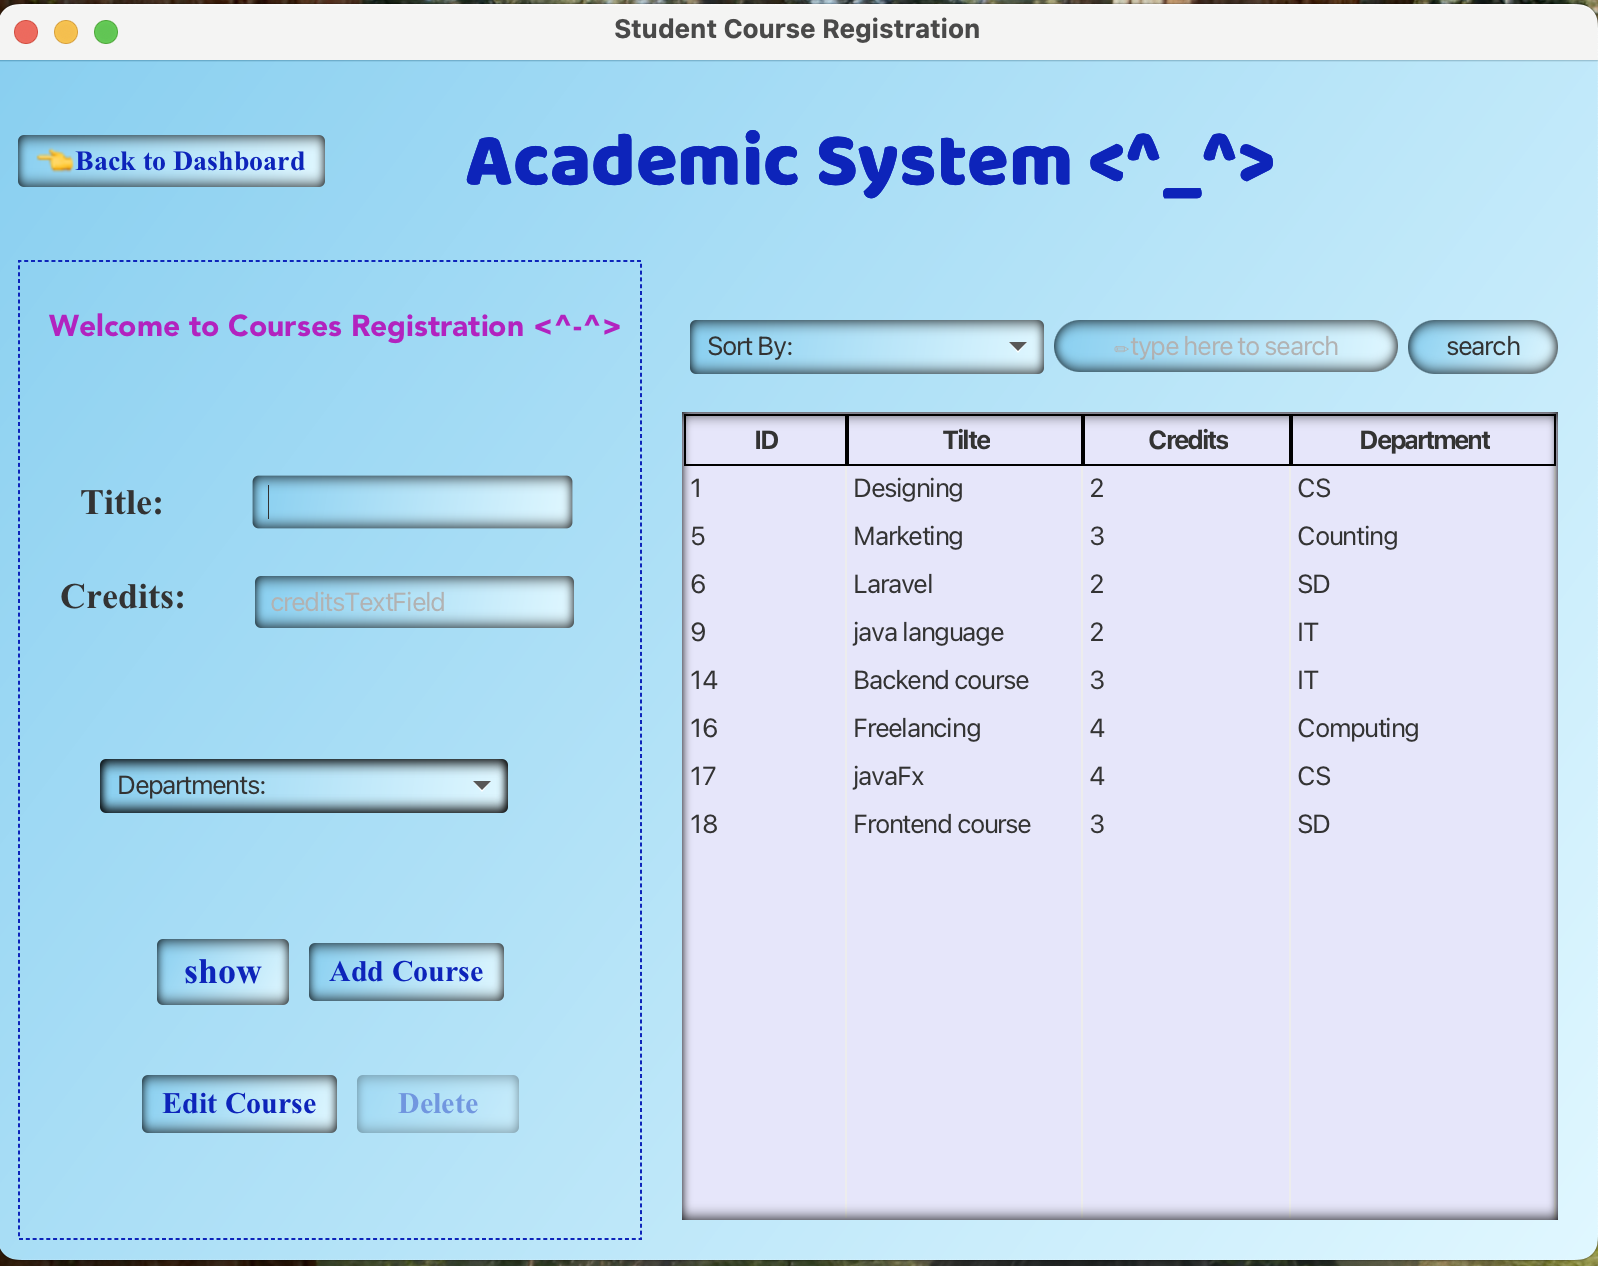 Student Course Registration
👈Back to Dashboard
Academic System <^_^>
Welcome to Courses Registration <^-^>
Title:
Credits:
creditsTextField
Departments:
show
Add Course
Edit Course
Delete
Sort By:
✏type here to search
search
ID Tilte Credits Department
1 Designing 2 CS
5 Marketing 3 Counting
6 Laravel 2 SD
9 java language 2 IT
14 Backend course 3 IT
16 Freelancing 4 Computing
17 javaFx 4 CS
18 Frontend course 3 SD